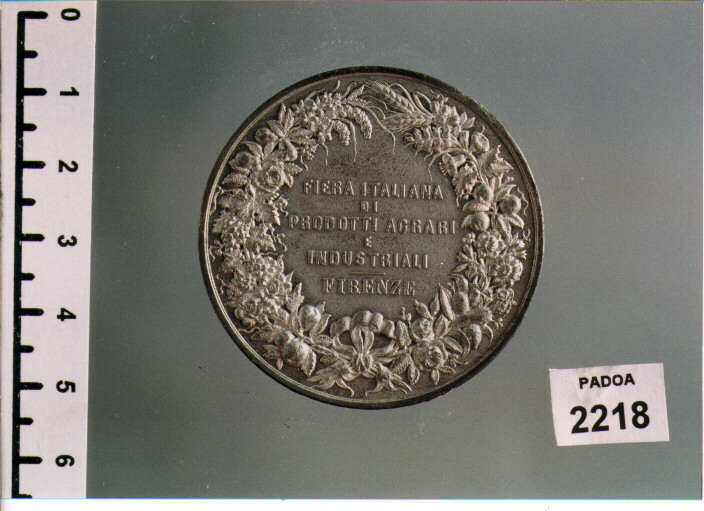 0
1
2
3
4
5
6
FIERA ITALIANA
DI
PRODOTTI AGRARI
E
INDUSTRIALI
FIRENZE
PADOA
2218